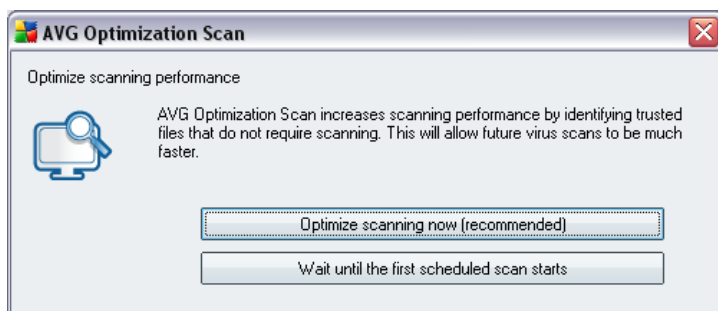 AVG Optimization Scan
Optimize scanning performance
AVG Optimization Scan increases scanning performance by identifying trusted
files that do not require scanning. This will allow future virus scans to be much
faster.
Optimize scanning now (recommended)
Wait until the first scheduled scan starts